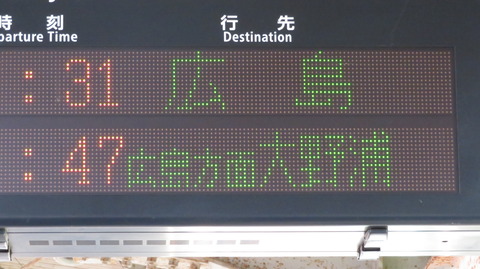 時刻 行先
parture Time Destination
:31 広島
:47 広島方面大野浦